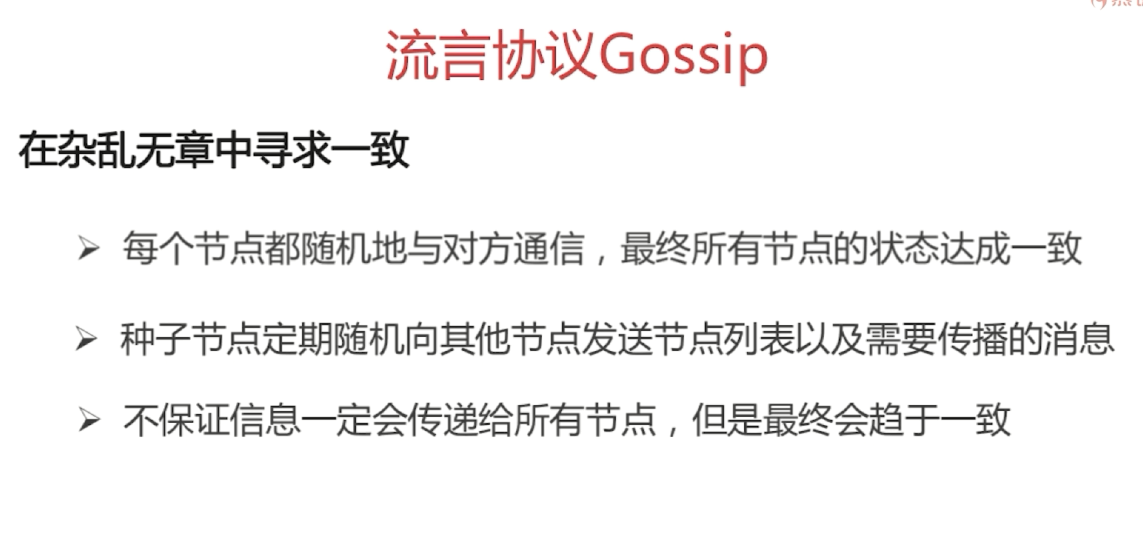 流言协议Gossip
在杂乱无章中寻求一致
➢ 每个节点都随机地与对方通信，最终所有节点的状态达成一致
➢ 种子节点定期随机向其他节点发送节点列表以及需要传播的消息
➢ 不保证信息一定会传递给所有节点，但是最终会趋于一致